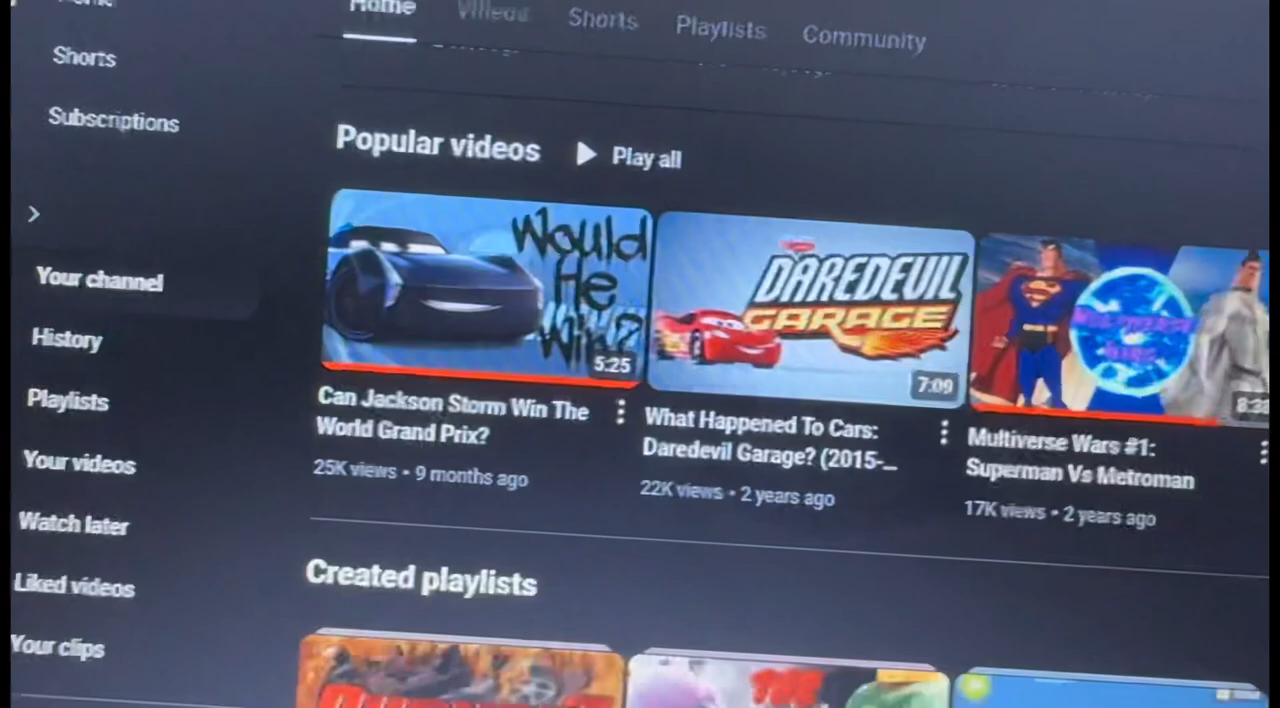 Home
Videos
Shorts
Playlists
Community
Shorts
Subscriptions
Popular videos
Play all
Your channel
History
Playlists
Your videos
Watch later
Liked videos
Your clips
Would
He
Win?
5:25
Can Jackson Storm Win The
World Grand Prix?
25K views • 9 months ago
DAREDEVIL
GARAGE
7:09
What Happened To Cars:
Daredevil Garage? (2015-...
22K views • 2 years ago
Multiverse Wars #1:
Superman Vs Metroman
17K views • 2 years ago
Created playlists